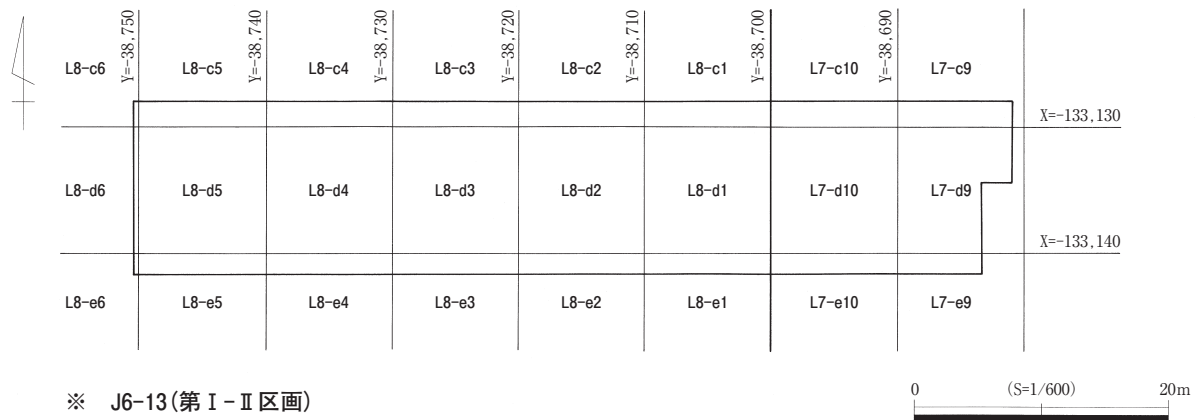 Y=-38,750
Y=-38,740
Y=-38,730
Y=-38,720
Y=-38,710
Y=-38,700
Y=-38,690
L8-c6 L8-c5 L8-c4 L8-c3 L8-c2 L8-c1 L7-c10 L7-c9
X=-133,130
L8-d6 L8-d5 L8-d4 L8-d3 L8-d2 L8-d1 L7-d10 L7-d9
X=-133,140
L8-e6 L8-e5 L8-e4 L8-e3 L8-e2 L8-e1 L7-e10 L7-e9
※ J6-13(第Ⅰ-Ⅱ区画)
0 (S=1/600) 20m